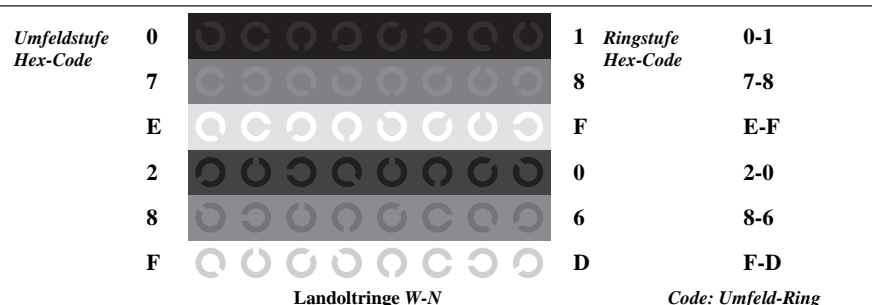 Umfeldstufe 0 1 Ringstufe 0-1
Hex-Code Hex-Code
7 8 7-8
E F E-F
2 0 2-0
8 6 8-6
F D F-D
Landoltringe W-N Code: Umfeld-Ring